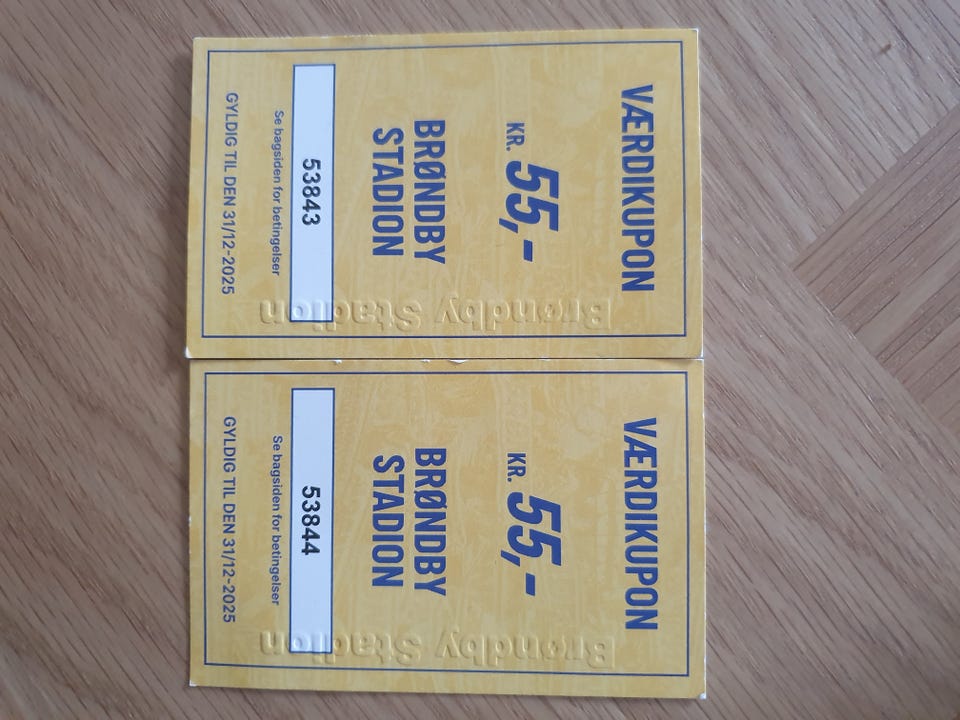 VÆRDIKUPON
KR. 55,-
BRØNDBY
STADION
53843
Se bagsiden for betingelser
GYLDIG TIL DEN 31/12-2025
Brøndby Stadion
VÆRDIKUPON
KR. 55,-
BRØNDBY
STADION
53844
Se bagsiden for betingelser
GYLDIG TIL DEN 31/12-2025
Brøndby Stadion